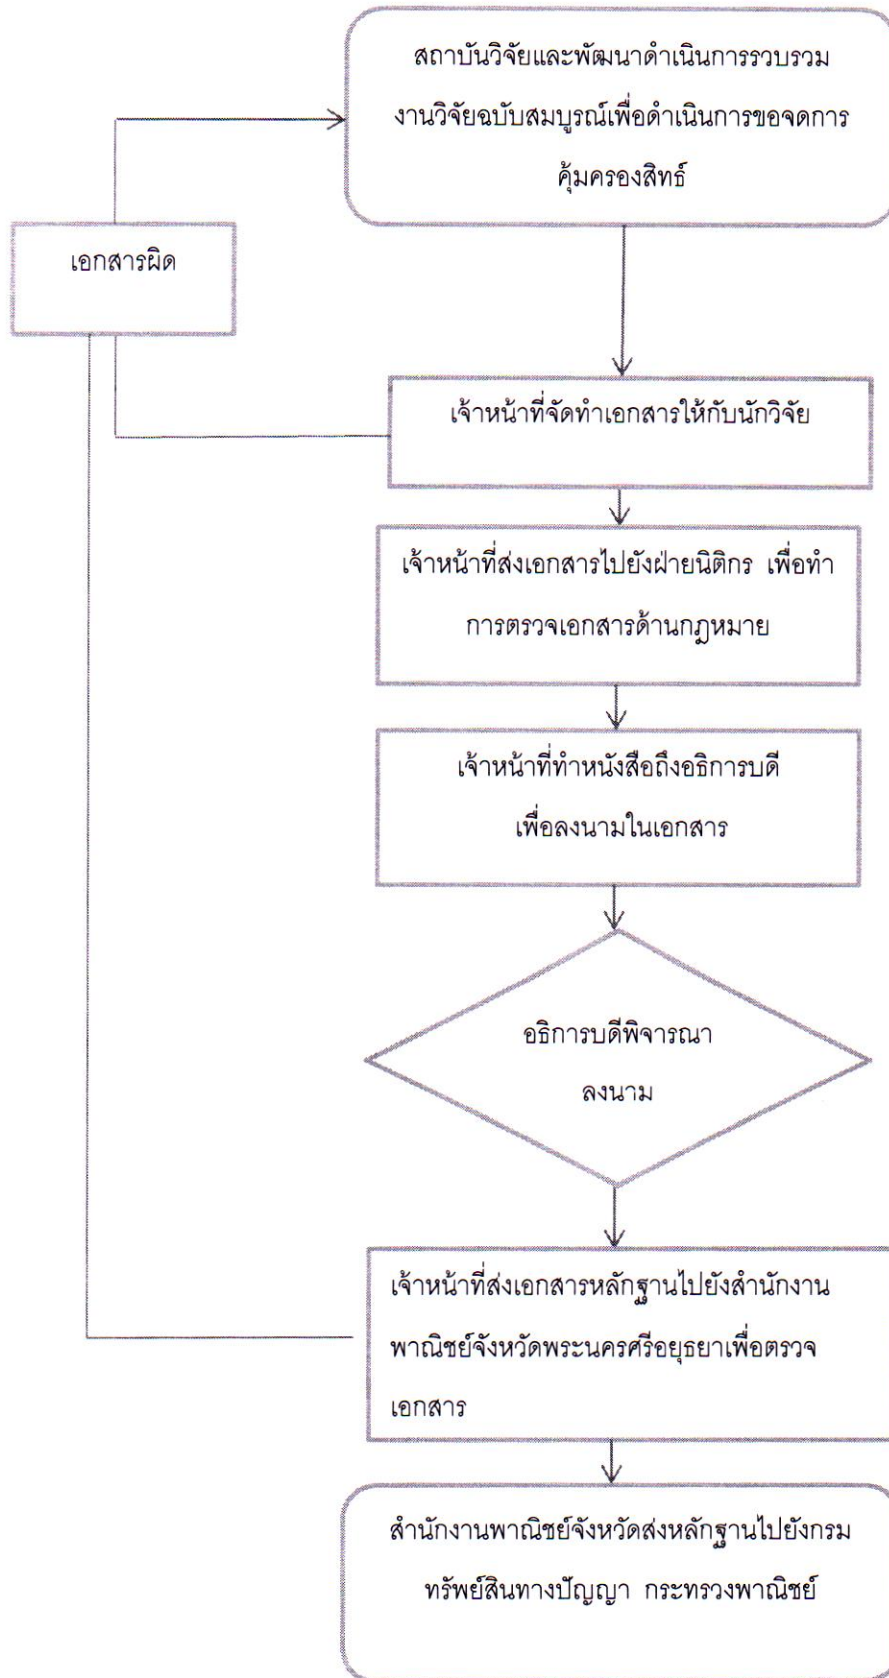 สถาบันวิจัยและพัฒนาดำเนินการรวบรวม
งานวิจัยฉบับสมบูรณ์เพื่อดำเนินการขอจดการ
คุ้มครองสิทธ์
เอกสารผิด
เจ้าหน้าที่จัดทำเอกสารให้กับนักวิจัย
เจ้าหน้าที่ส่งเอกสารไปยังฝ่ายนิติกร เพื่อทำ
การตรวจเอกสารด้านกฎหมาย
เจ้าหน้าที่ทำหนังสือถึงอธิการบดี
เพื่อลงนามในเอกสาร
อธิการบดีพิจารณา
ลงนาม
เจ้าหน้าที่ส่งเอกสารหลักฐานไปยังสำนักงาน
พาณิชย์จังหวัดพระนครศรีอยุธยาเพื่อตรวจ
เอกสาร
สำนักงานพาณิชย์จังหวัดส่งหลักฐานไปยังกรม
ทรัพย์สินทางปัญญา กระทรวงพาณิชย์